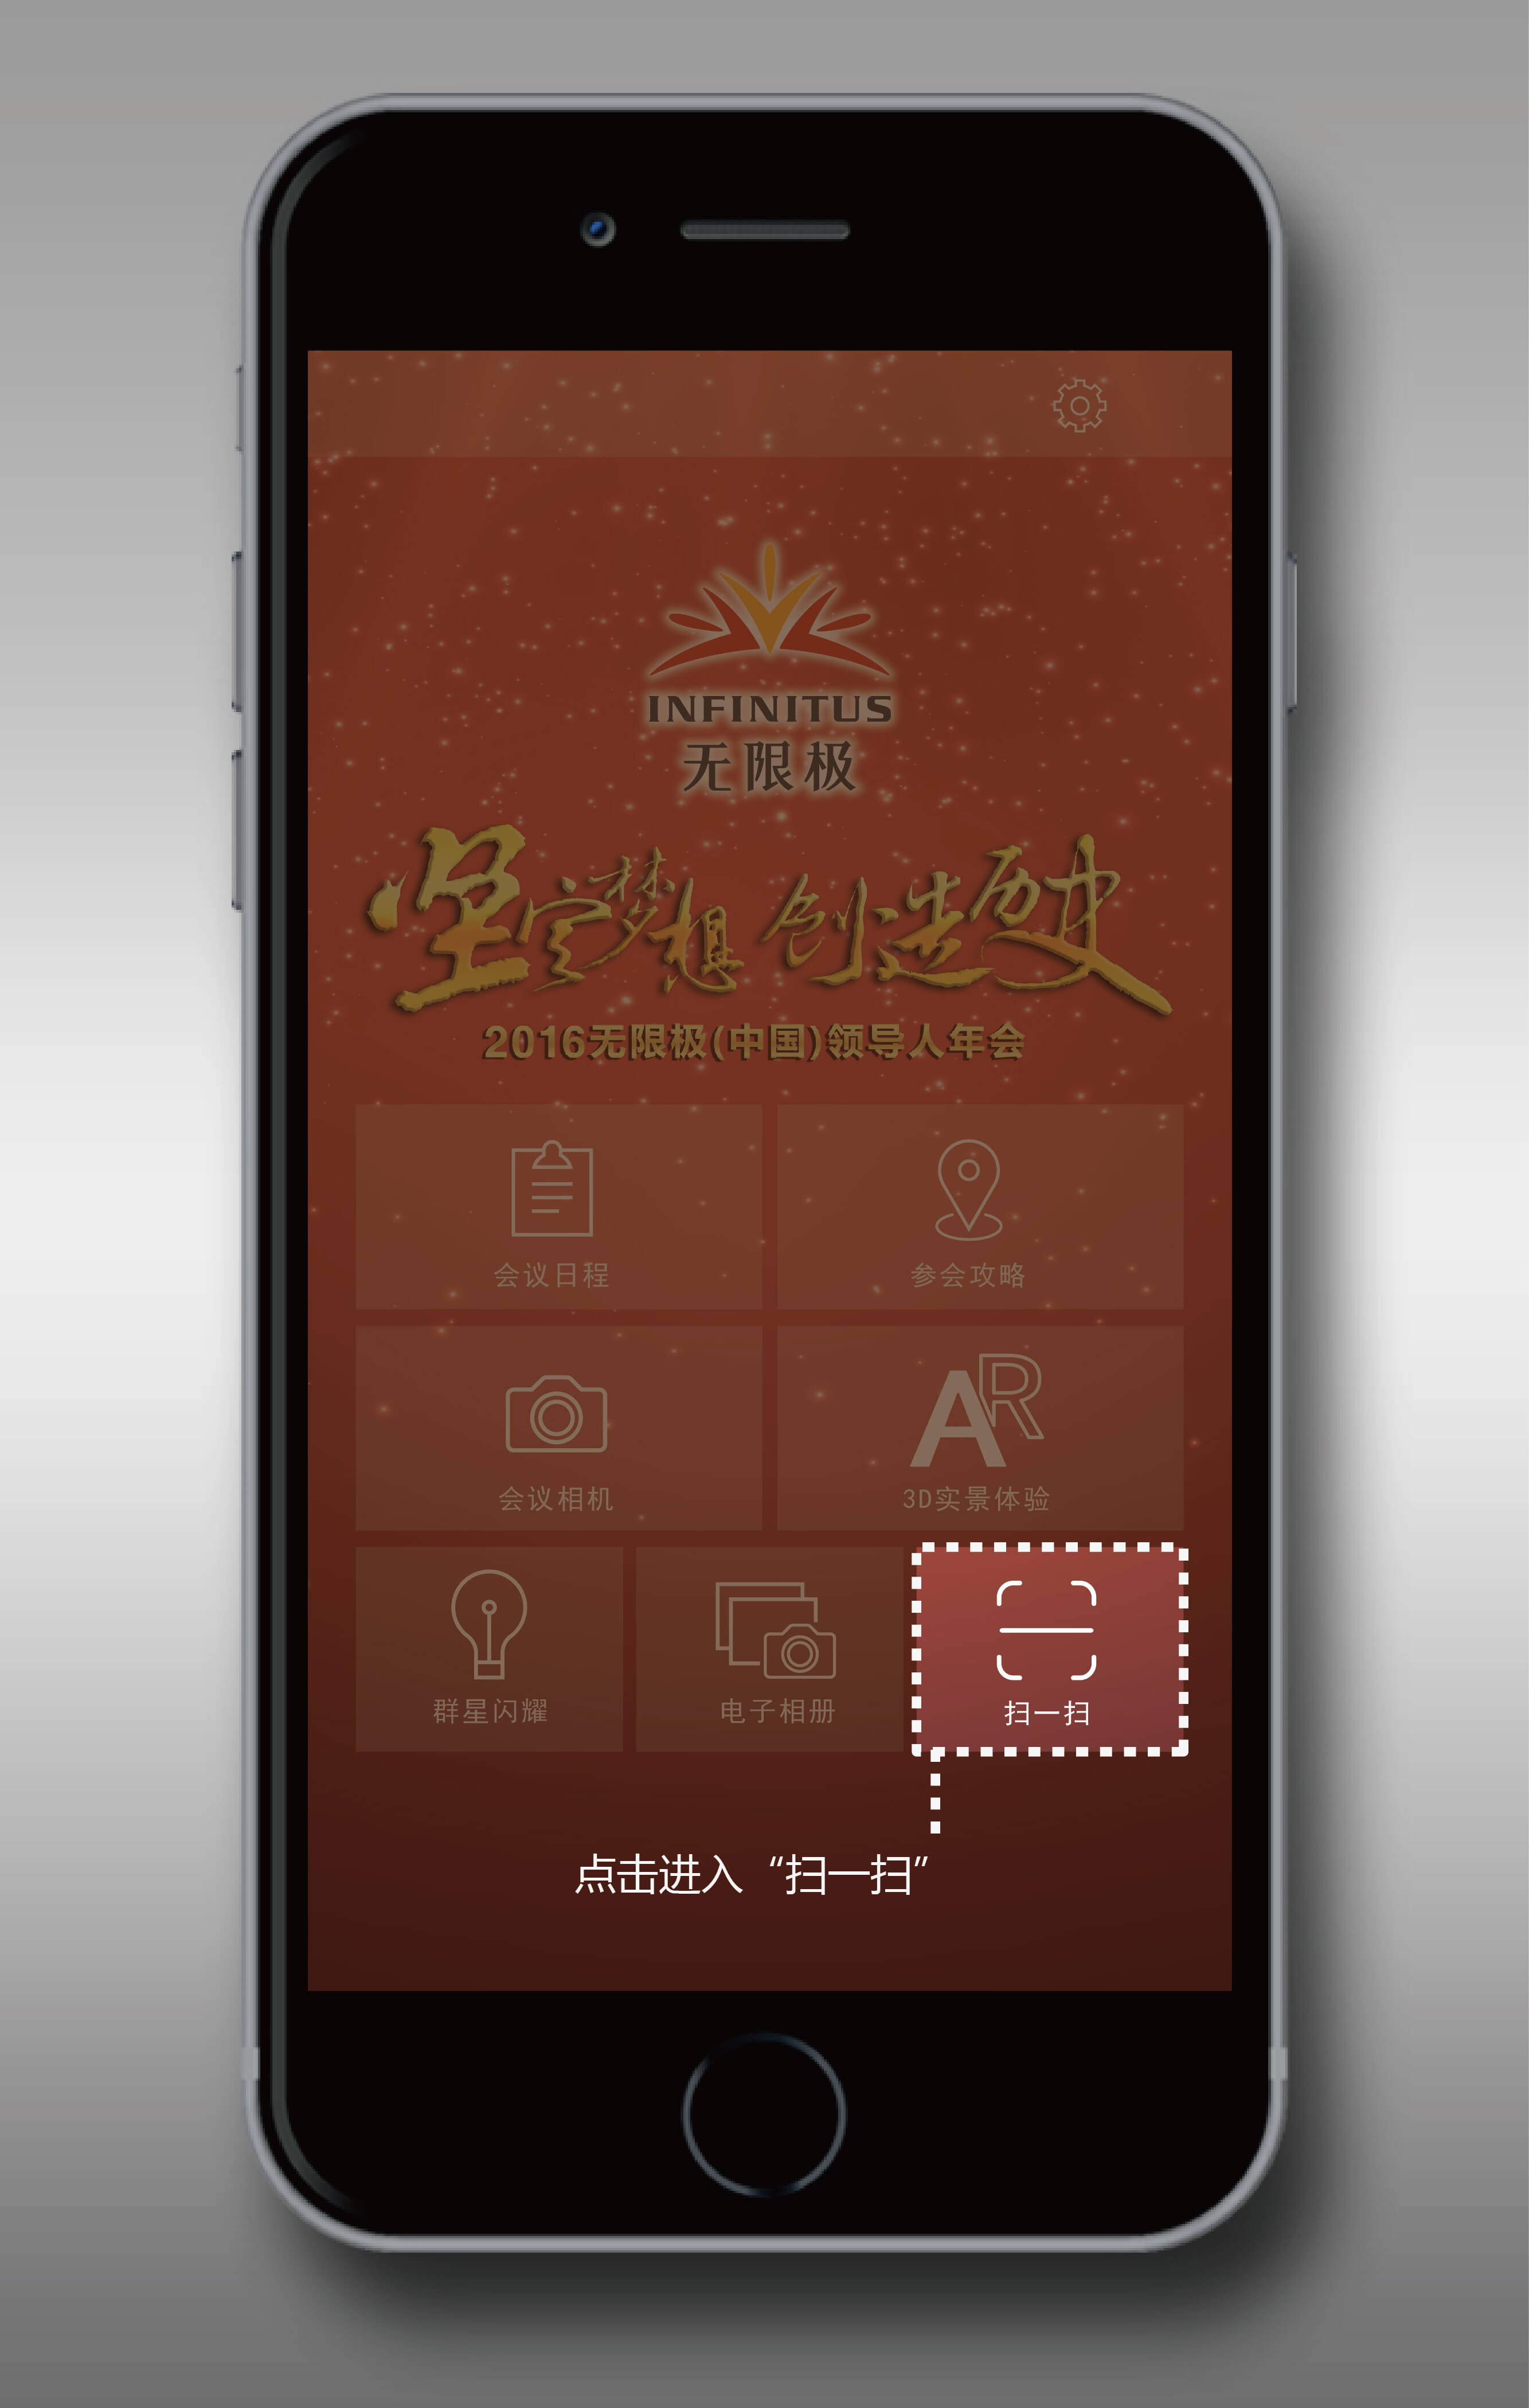 INFINITUS
无限极
坚定梦想 创造历史
2016无限极(中国)领导人年会
会议日程
参会攻略
会议相机
AR
3D实景体验
群星闪耀
电子相册
扫一扫
点击进入“扫一扫”